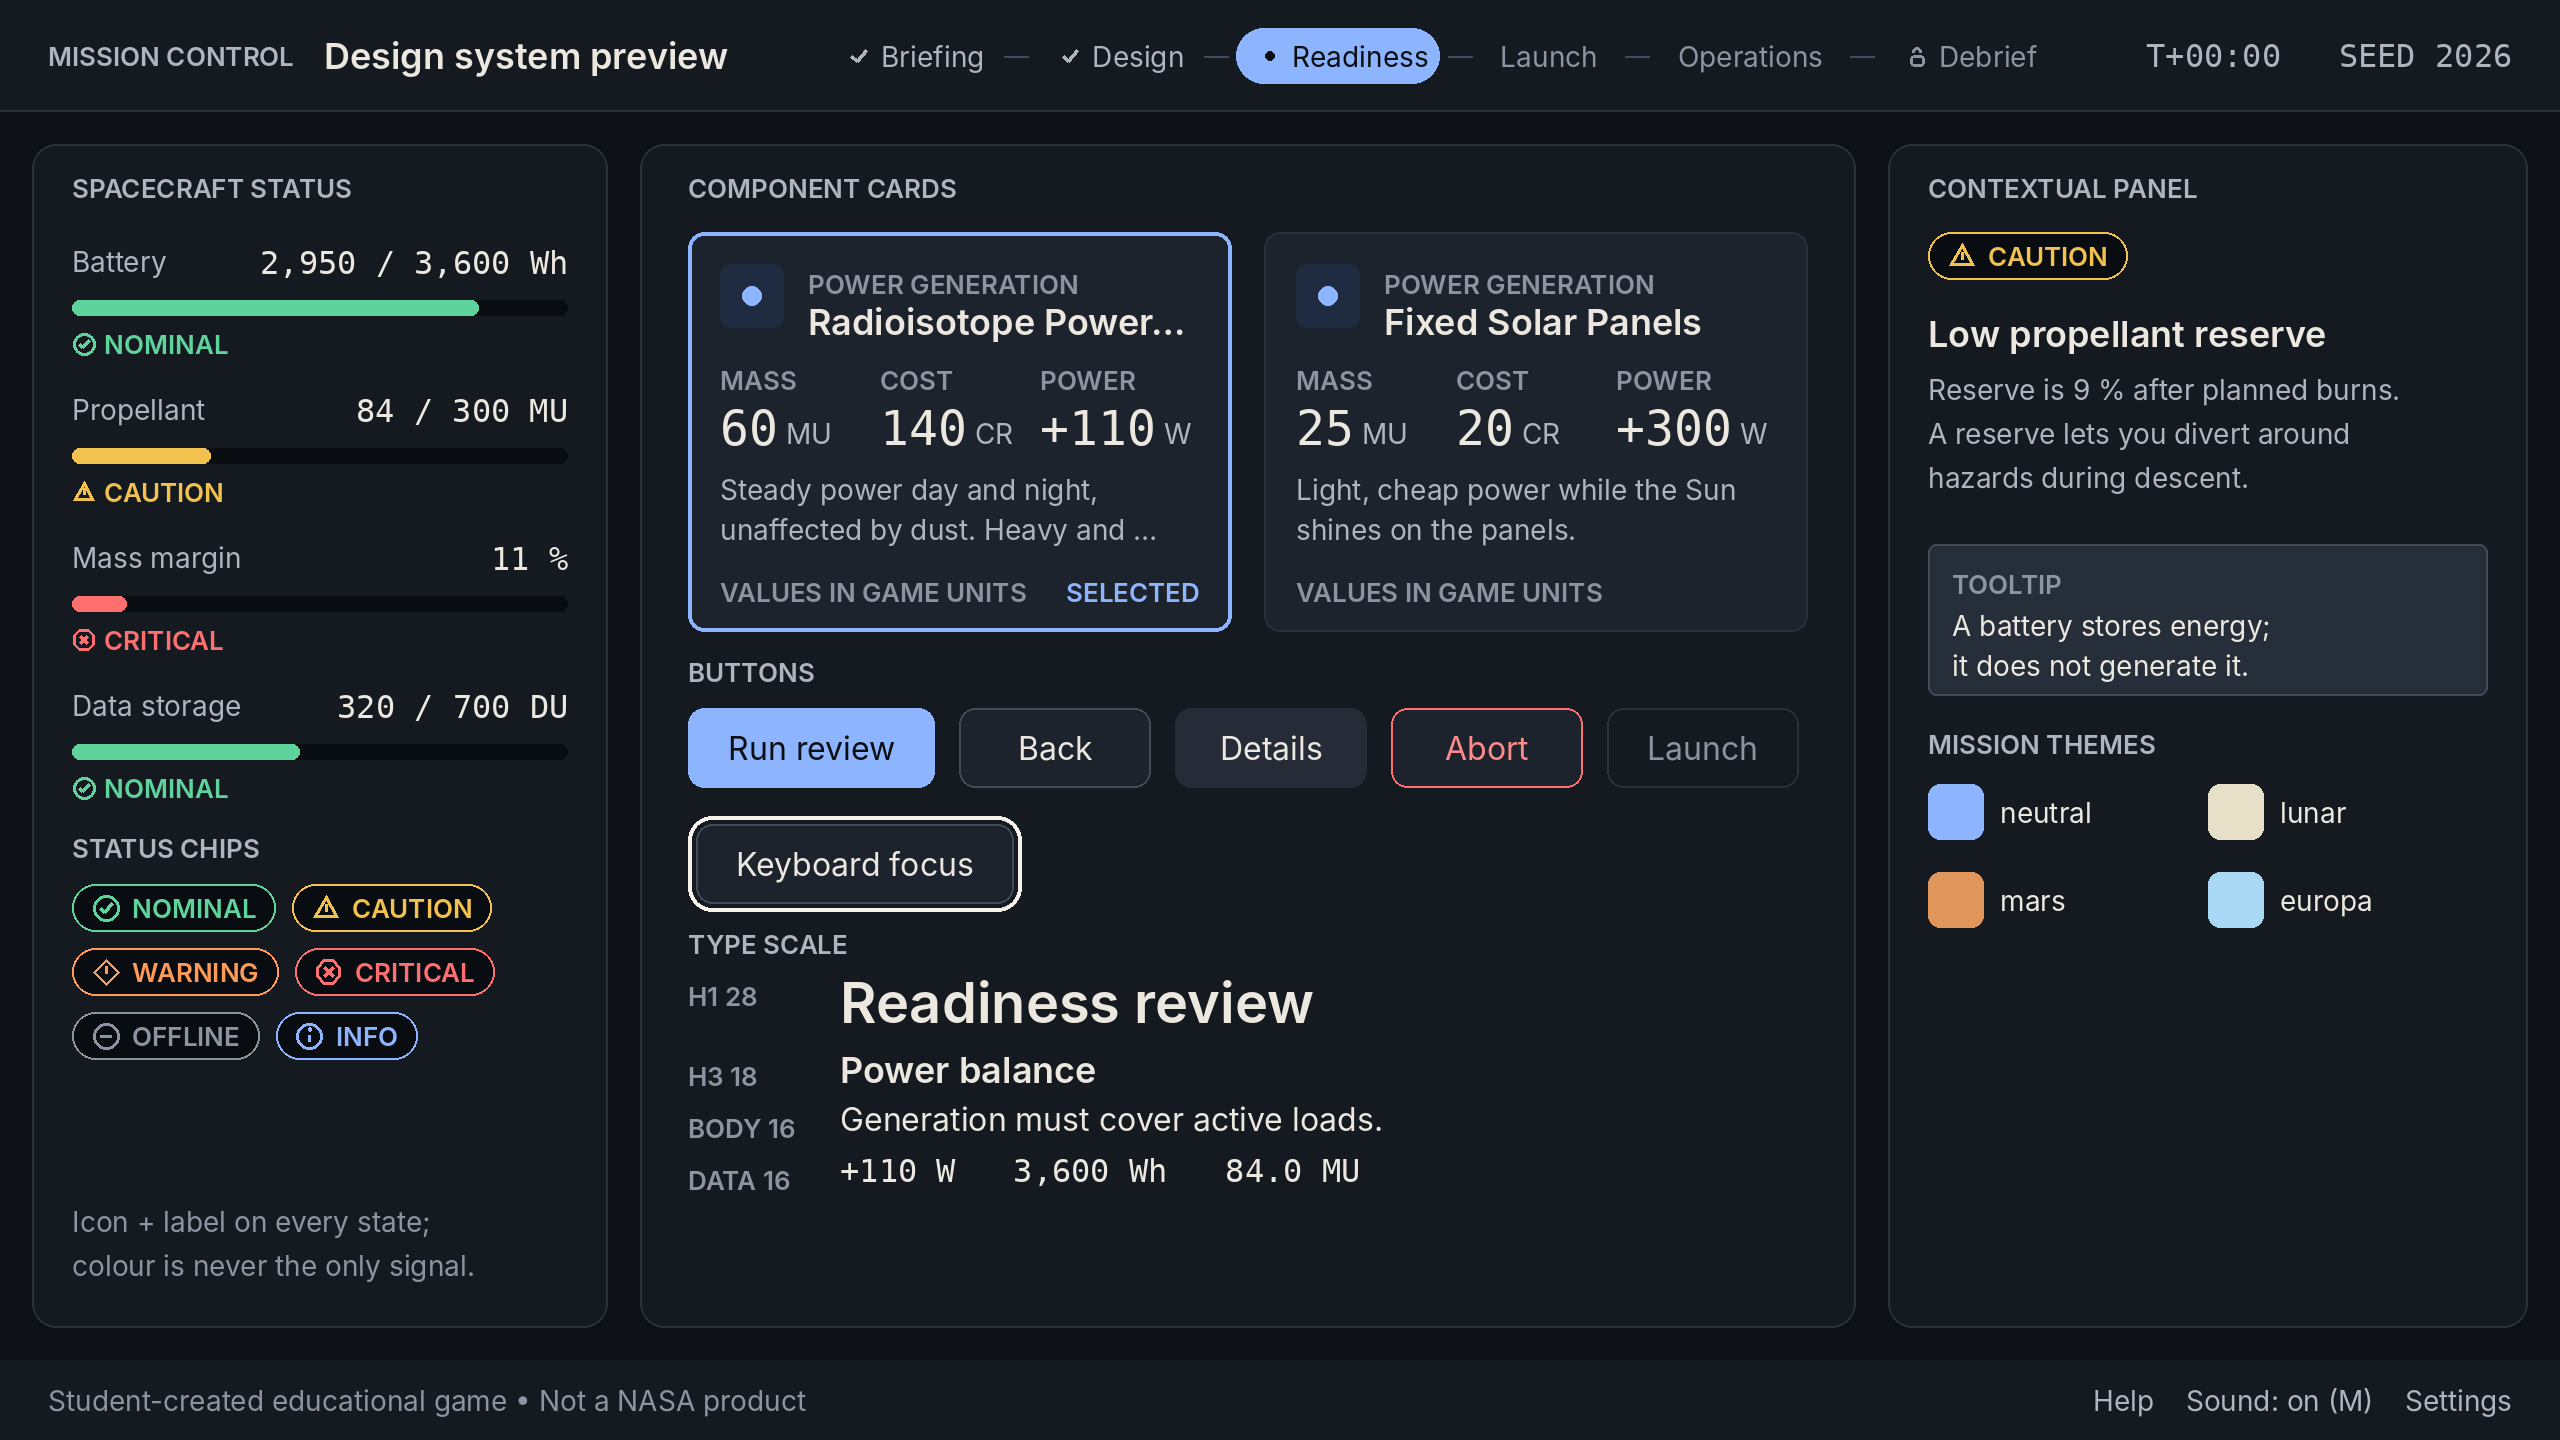 MISSION CONTROL Design system preview
Briefing — Design — Readiness — Launch — Operations — Debrief
T+00:00 SEED 2026
SPACECRAFT STATUS
Battery 2,950 / 3,600 Wh
NOMINAL
Propellant 84 / 300 MU
CAUTION
Mass margin 11 %
CRITICAL
Data storage 320 / 700 DU
NOMINAL
STATUS CHIPS
NOMINAL CAUTION
WARNING CRITICAL
OFFLINE INFO
Icon + label on every state;
colour is never the only signal.
COMPONENT CARDS
POWER GENERATION
Radioisotope Power...
MASS COST POWER
60 MU 140 CR +110 W
Steady power day and night,
unaffected by dust. Heavy and ...
VALUES IN GAME UNITS SELECTED
POWER GENERATION
Fixed Solar Panels
MASS COST POWER
25 MU 20 CR +300 W
Light, cheap power while the Sun
shines on the panels.
VALUES IN GAME UNITS
BUTTONS
Run review Back Details Abort Launch
Keyboard focus
TYPE SCALE
H1 28 Readiness review
H3 18 Power balance
BODY 16 Generation must cover active loads.
DATA 16 +110 W 3,600 Wh 84.0 MU
CONTEXTUAL PANEL
CAUTION
Low propellant reserve
Reserve is 9 % after planned burns.
A reserve lets you divert around
hazards during descent.
TOOLTIP
A battery stores energy;
it does not generate it.
MISSION THEMES
neutral lunar
mars europa
Student-created educational game • Not a NASA product
Help Sound: on (M) Settings